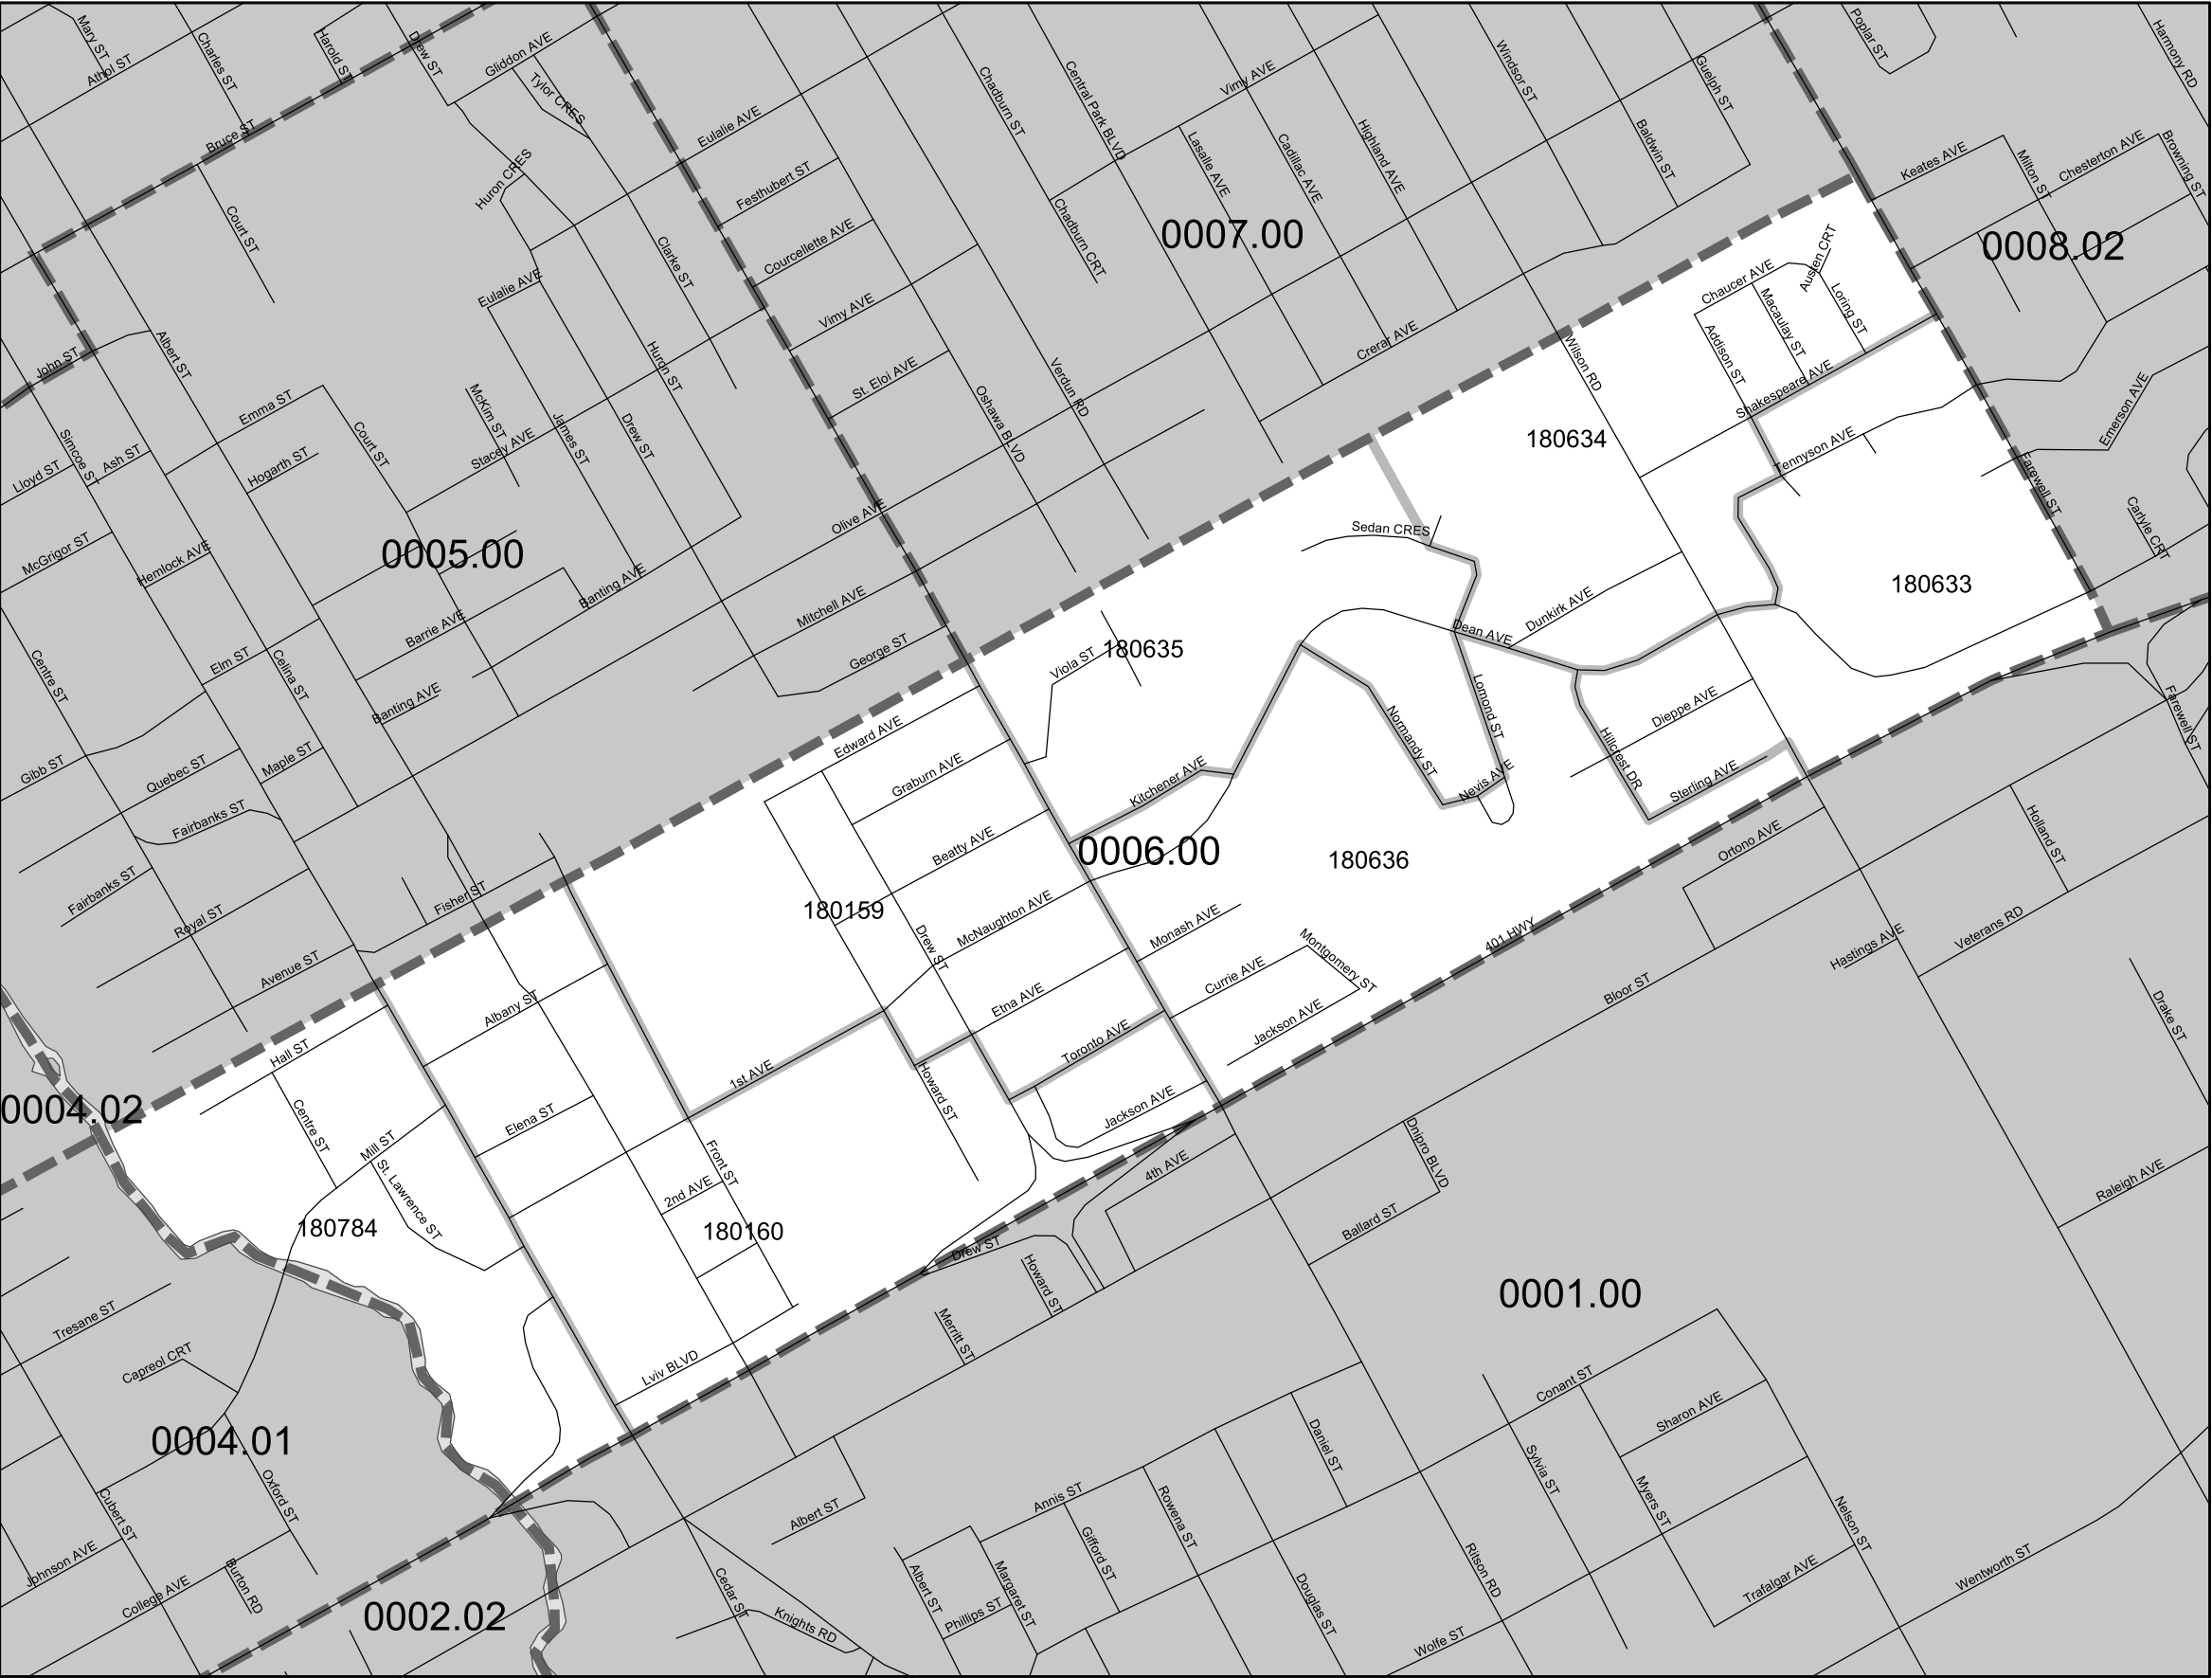 Mary ST
Athol ST
Charles ST
Harold ST
Drew ST
Gliddon AVE
Tylor CRES
Bruce ST
Eulalie AVE
Chadburn ST
Central Park BLVD
Vimy AVE
Windsor ST
Guelph ST
Poplar ST
Harmony RD
Huron CRES
Festhubert ST
Lasalle AVE
Cadillac AVE
Highland AVE
Baldwin ST
Keates AVE
Milton ST
Chesterton AVE
Browning ST
Court ST
Clarke ST
Courcellette AVE
Chadburn CRT
0007.00
0008.02
Eulalie AVE
Vimy AVE
Chaucer AVE
Austen CRT
Macaulay ST
Loring ST
John ST
Albert ST
Huron ST
St. Eloi AVE
Verdun RD
Crerar AVE
Wilson RD
Addison ST
Shakespeare AVE
Emma ST
McKim ST
James ST
Drew ST
Oshawa BLVD
180634
Emerson AVE
Simcoe ST
Lloyd ST
Ash ST
Hogarth ST
Court ST
Stacey AVE
Tennyson AVE
Farewell ST
McGrigor ST
Hemlock AVE
0005.00
Olive AVE
Sedan CRES
Carlyle CRT
Banting AVE
Mitchell AVE
Dunkirk AVE
180633
Barrie AVE
George ST
Viola ST
180635
Dean AVE
Centre ST
Elm ST
Celina ST
Banting AVE
Lomond ST
Dieppe AVE
Farewell ST
Edward AVE
Normandy ST
Hillcrest DR
Gibb ST
Quebec ST
Maple ST
Graburn AVE
Kitchener AVE
Nevis AVE
Sterling AVE
Fairbanks ST
Beatty AVE
0006.00
180636
Ortono AVE
Holland ST
Fairbanks ST
Fisher ST
180159
Royal ST
Drew ST
McNaughton AVE
Monash AVE
401 HWY
Hastings AVE
Veterans RD
Avenue ST
Albany ST
Etna AVE
Currie AVE
Montgomery ST
Bloor ST
Drake ST
Hall ST
Toronto AVE
Jackson AVE
0004.02
Centre ST
1st AVE
Howard ST
Elena ST
Jackson AVE
Mill ST
St. Lawrence ST
Front ST
2nd AVE
4th AVE
Dnipro BLVD
Raleigh AVE
180784
180160
Drew ST
Ballard ST
Howard ST
0001.00
Tresane ST
Merritt ST
Capreol CRT
Lviv BLVD
Conant ST
Sharon AVE
0004.01
Daniel ST
Sylvia ST
Oxford ST
Cubert ST
Albert ST
Annis ST
Gifford ST
Rowena ST
Myers ST
Nelson ST
Johnson AVE
Burton RD
College AVE
Cedar ST
Albert ST
Margaret ST
Douglas ST
Ritson RD
Trafalgar AVE
Wentworth ST
0002.02
Knights RD
Phillips ST
Wolfe ST